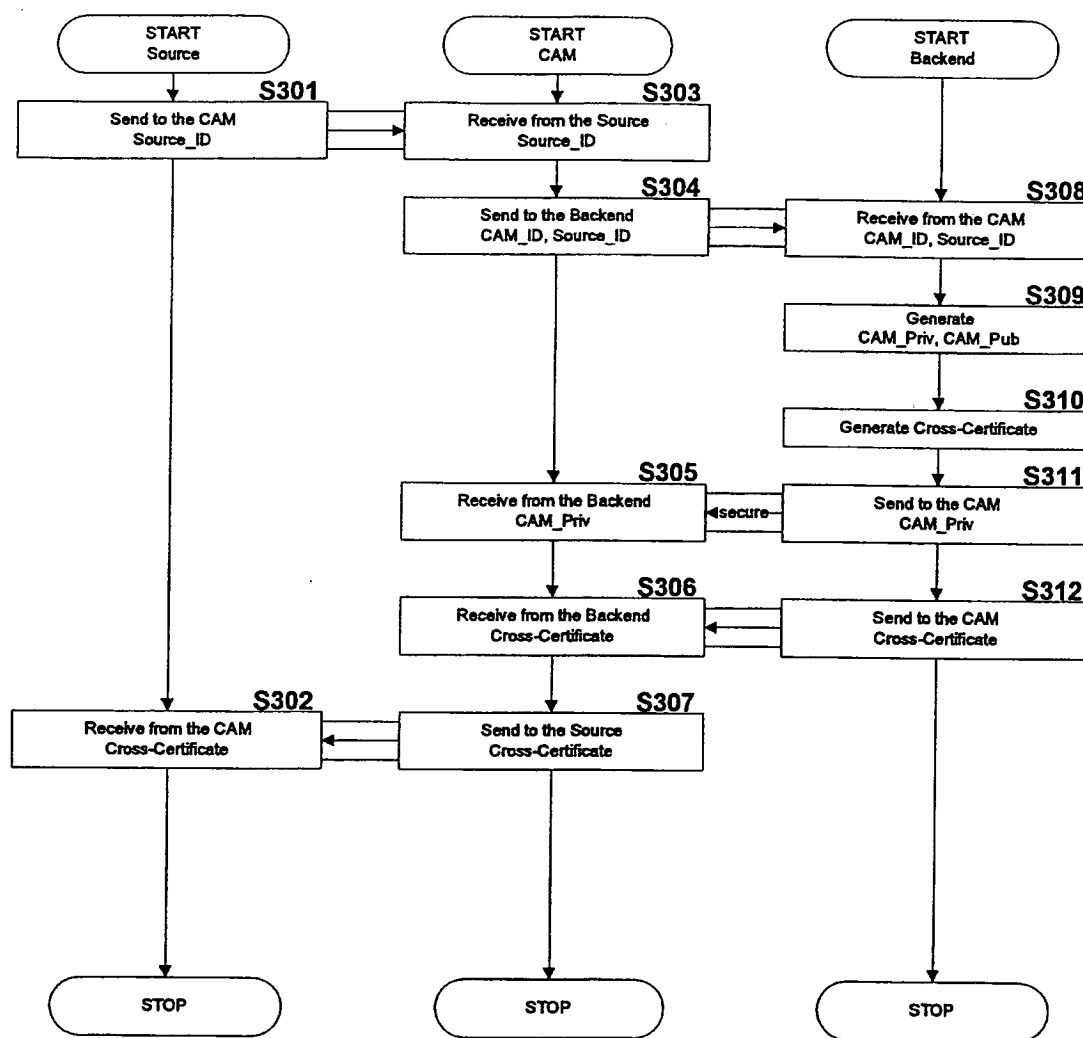 START
Source
START
CAM
START
Backend
S301
Send to the CAM
Source_ID
S303
Receive from the Source
Source_ID
S304
Send to the Backend
CAM_ID, Source_ID
S308
Receive from the CAM
CAM_ID, Source_ID
S309
Generate
CAM_Priv, CAM_Pub
S310
Generate Cross-Certificate
S305
Receive from the Backend
CAM_Priv
secure
S311
Send to the CAM
CAM_Priv
S306
Receive from the Backend
Cross-Certificate
S312
Send to the CAM
Cross-Certificate
S302
Receive from the CAM
Cross-Certificate
S307
Send to the Source
Cross-Certificate
STOP
STOP
STOP